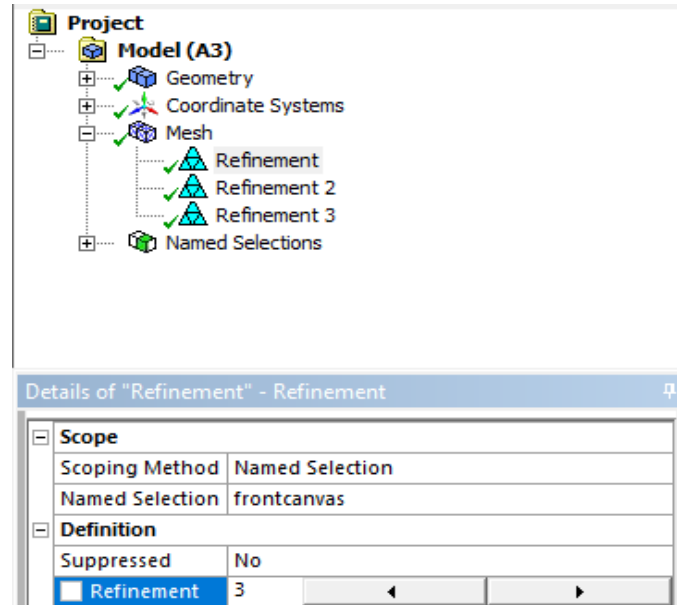 Project
Model (A3)
Geometry
Coordinate Systems
Mesh
Refinement
Refinement 2
Refinement 3
Named Selections
Details of "Refinement" - Refinement
Scope
Scoping Method Named Selection
Named Selection frontcanvas
Definition
Suppressed No
Refinement 3